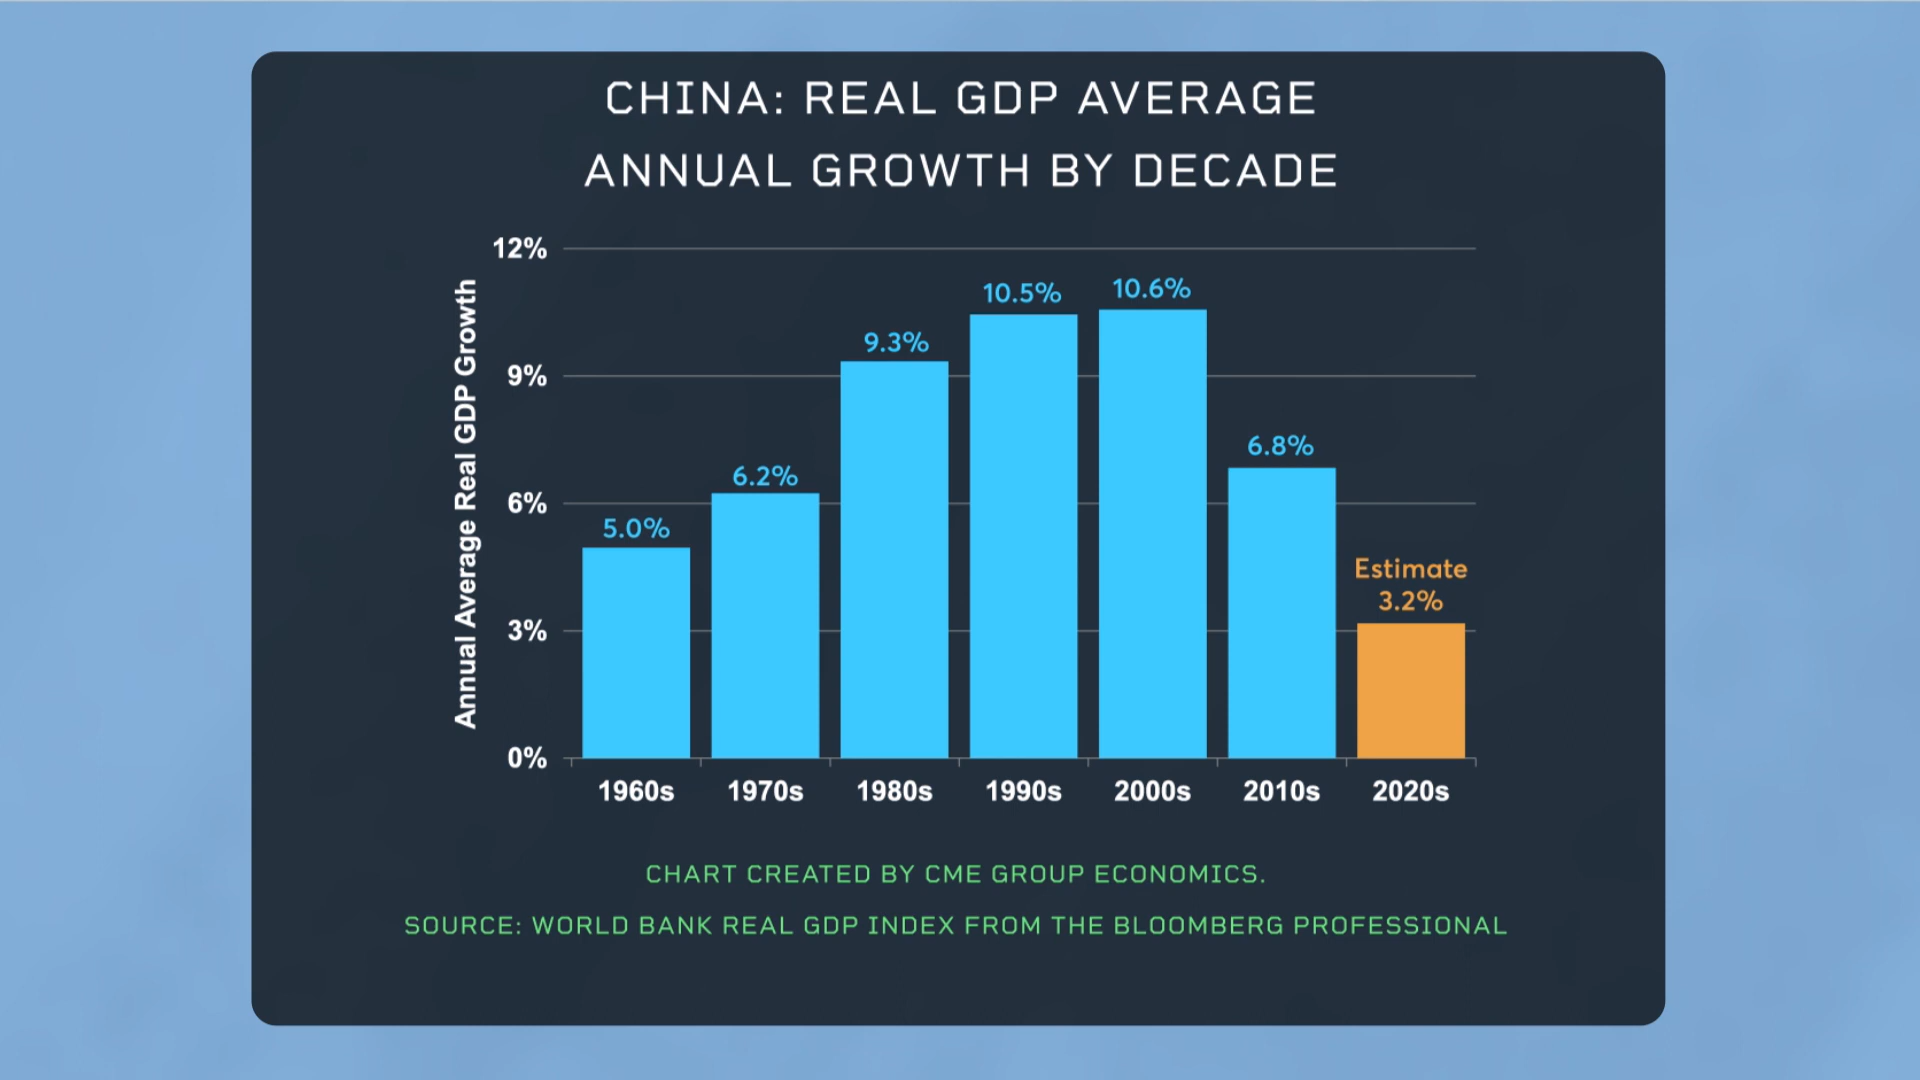 CHINA: REAL GDP AVERAGE
ANNUAL GROWTH BY DECADE
Annual Average Real GDP Growth
12%
9%
6%
3%
0%
5.0%
6.2%
9.3%
10.5%
10.6%
6.8%
Estimate
3.2%
1960s
1970s
1980s
1990s
2000s
2010s
2020s
CHART CREATED BY CME GROUP ECONOMICS.
SOURCE: WORLD BANK REAL GDP INDEX FROM THE BLOOMBERG PROFESSIONAL